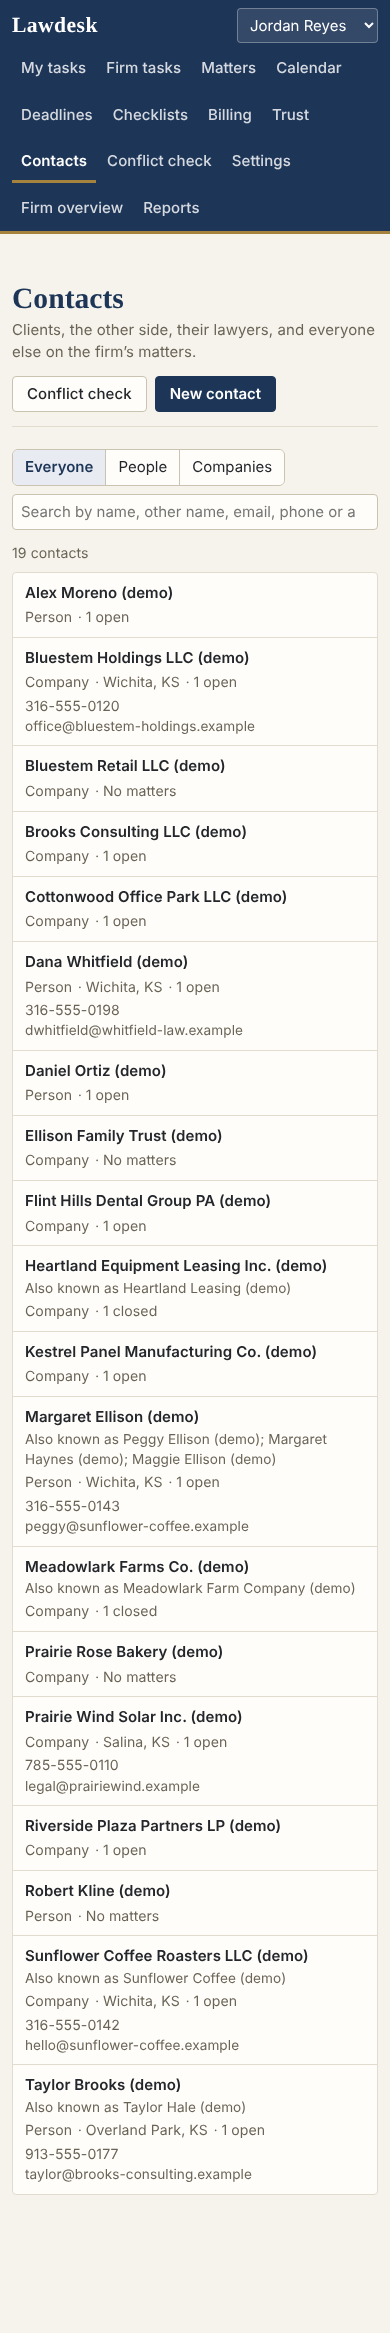 Lawdesk
Jordan Reyes
My tasks Firm tasks Matters Calendar
Deadlines Checklists Billing Trust
Contacts Conflict check Settings
Firm overview Reports
Contacts
Clients, the other side, their lawyers, and everyone
else on the firm’s matters.
Conflict check New contact
Everyone People Companies
Search by name, other name, email, phone or a
19 contacts
Alex Moreno (demo)
Person · 1 open
Bluestem Holdings LLC (demo)
Company · Wichita, KS · 1 open
316-555-0120
office@bluestem-holdings.example
Bluestem Retail LLC (demo)
Company · No matters
Brooks Consulting LLC (demo)
Company · 1 open
Cottonwood Office Park LLC (demo)
Company · 1 open
Dana Whitfield (demo)
Person · Wichita, KS · 1 open
316-555-0198
dwhitfield@whitfield-law.example
Daniel Ortiz (demo)
Person · 1 open
Ellison Family Trust (demo)
Company · No matters
Flint Hills Dental Group PA (demo)
Company · 1 open
Heartland Equipment Leasing Inc. (demo)
Also known as Heartland Leasing (demo)
Company · 1 closed
Kestrel Panel Manufacturing Co. (demo)
Company · 1 open
Margaret Ellison (demo)
Also known as Peggy Ellison (demo); Margaret
Haynes (demo); Maggie Ellison (demo)
Person · Wichita, KS · 1 open
316-555-0143
peggy@sunflower-coffee.example
Meadowlark Farms Co. (demo)
Also known as Meadowlark Farm Company (demo)
Company · 1 closed
Prairie Rose Bakery (demo)
Company · No matters
Prairie Wind Solar Inc. (demo)
Company · Salina, KS · 1 open
785-555-0110
legal@prairiewind.example
Riverside Plaza Partners LP (demo)
Company · 1 open
Robert Kline (demo)
Person · No matters
Sunflower Coffee Roasters LLC (demo)
Also known as Sunflower Coffee (demo)
Company · Wichita, KS · 1 open
316-555-0142
hello@sunflower-coffee.example
Taylor Brooks (demo)
Also known as Taylor Hale (demo)
Person · Overland Park, KS · 1 open
913-555-0177
taylor@brooks-consulting.example